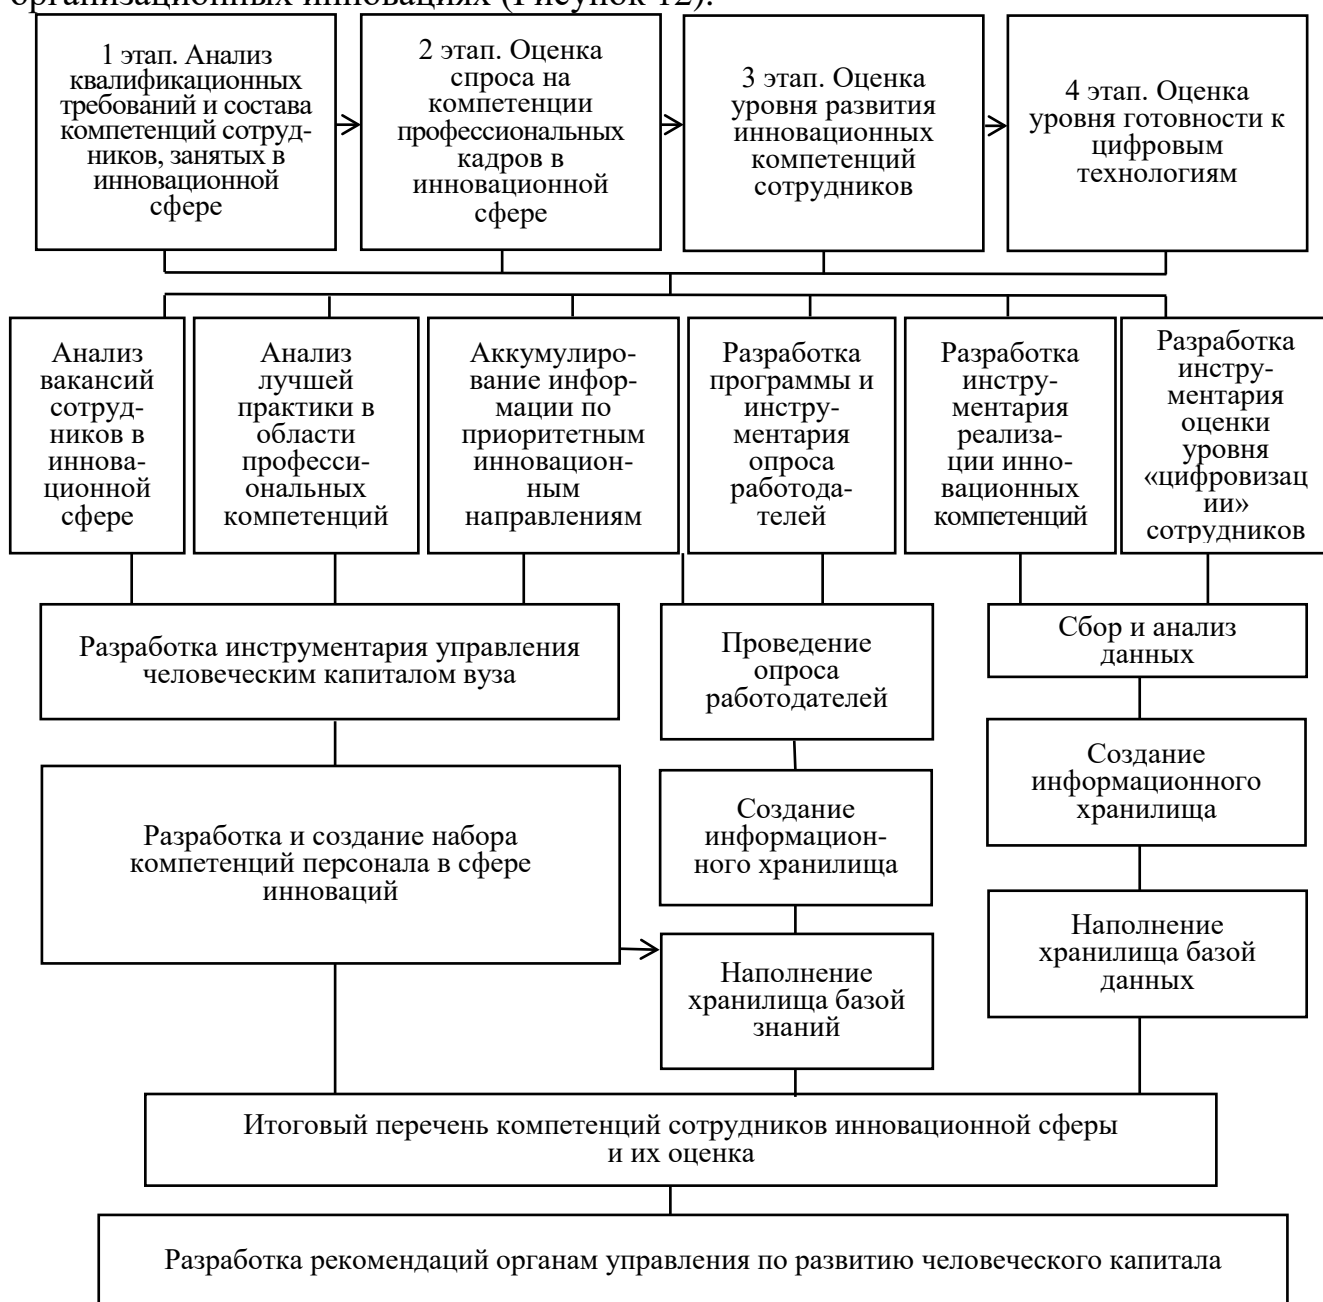 организационных инновациях (Рисунок 12).
1 этап. Анализ
квалификационных
требований и состава
компетенций сотруд-
ников, занятых в
инновационной
сфере
2 этап. Оценка
спроса на
компетенции
профессиональных
кадров в
инновационной
сфере
3 этап. Оценка
уровня развития
инновационных
компетенций
сотрудников
4 этап. Оценка
уровня готовности к
цифровым
технологиям
Анализ
вакансий
сотруд-
ников в
иннова-
ционной
сфере
Анализ
лучшей
практики в
области
професси-
ональных
компетенций
Аккумулиро-
вание инфор-
мации по
приоритетным
инновацион-
ным
направлениям
Разработка
программы и
инстру-
ментария
опроса
работода-
телей
Разработка
инстру-
ментария
реализа-
ции инно-
вационных
компетенций
Разработка
инстру-
ментария
оценки
уровня
«цифровизац
ии»
сотрудников
Разработка инструментария управления
человеческим капиталом вуза
Проведение
опроса
работодателей
Сбор и анализ
данных
Создание
информационного
хранилища
Разработка и создание набора
компетенций персонала в сфере
инноваций
Создание
информацион-
ного хранилища
Наполнение
хранилища базой
данных
Наполнение
хранилища базой
знаний
Итоговый перечень компетенций сотрудников инновационной сферы
и их оценка
Разработка рекомендаций органам управления по развитию человеческого капитала